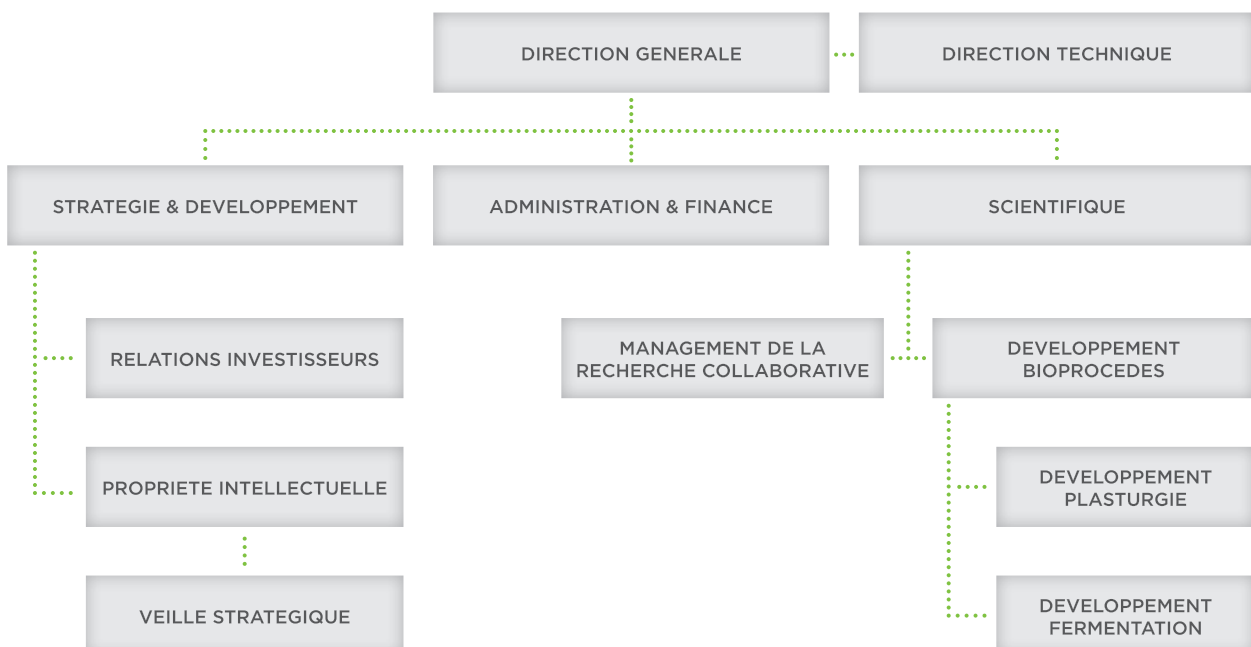 DIRECTION GENERALE
DIRECTION TECHNIQUE
STRATEGIE & DEVELOPPEMENT
ADMINISTRATION & FINANCE
SCIENTIFIQUE
RELATIONS INVESTISSEURS
MANAGEMENT DE LA
RECHERCHE COLLABORATIVE
DEVELOPPEMENT
BIOPROCEDES
PROPRIETE INTELLECTUELLE
DEVELOPPEMENT
PLASTURGIE
VEILLE STRATEGIQUE
DEVELOPPEMENT
FERMENTATION